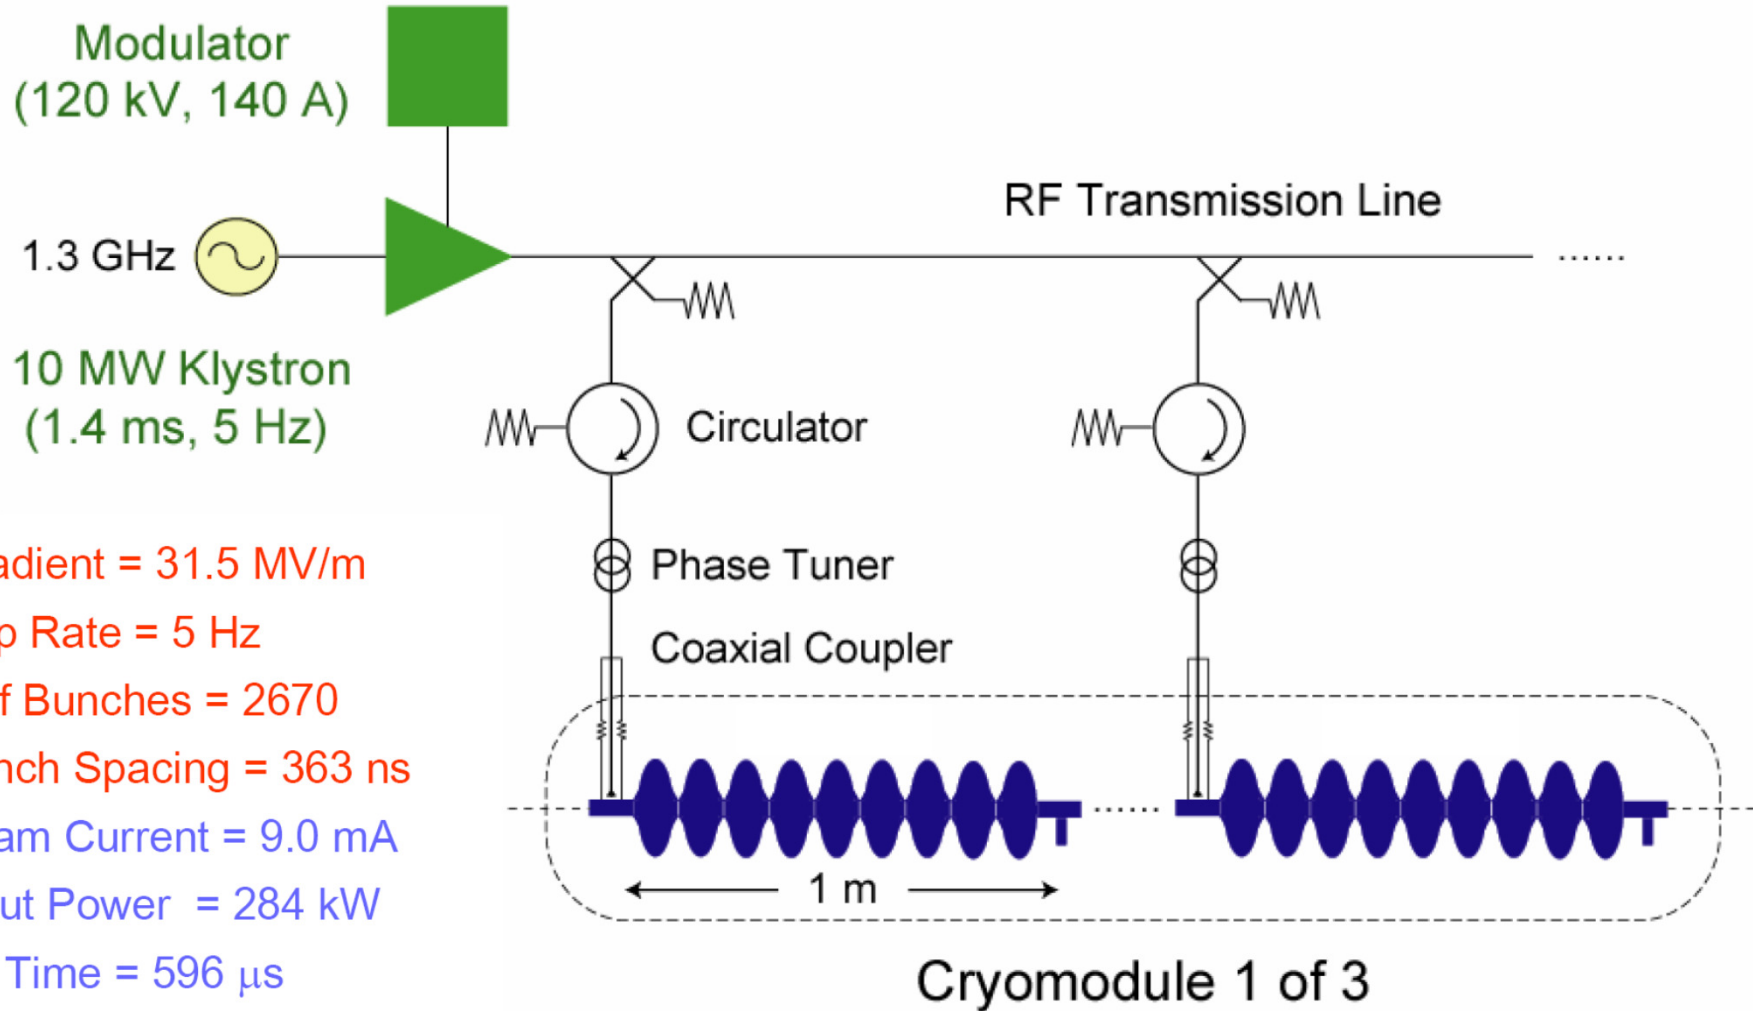 Modulator
(120 kV, 140 A)
RF Transmission Line
1.3 GHz
......
10 MW Klystron
(1.4 ms, 5 Hz)
Circulator
Phase Tuner
Coaxial Coupler
adient = 31.5 MV/m
p Rate = 5 Hz
f Bunches = 2670
nch Spacing = 363 ns
am Current = 9.0 mA
ut Power = 284 kW
Time = 596 μs
......
1 m
Cryomodule 1 of 3